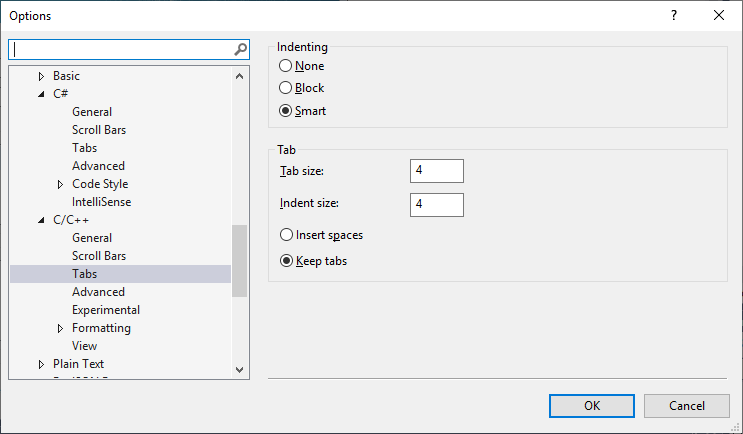 Options
?
Basic
C#
General
Scroll Bars
Tabs
Advanced
Code Style
IntelliSense
C/C++
General
Scroll Bars
Tabs
Advanced
Experimental
Formatting
View
Plain Text
Indenting
None
Block
Smart
Tab
Tab size: 4
Indent size: 4
Insert spaces
Keep tabs
OK Cancel